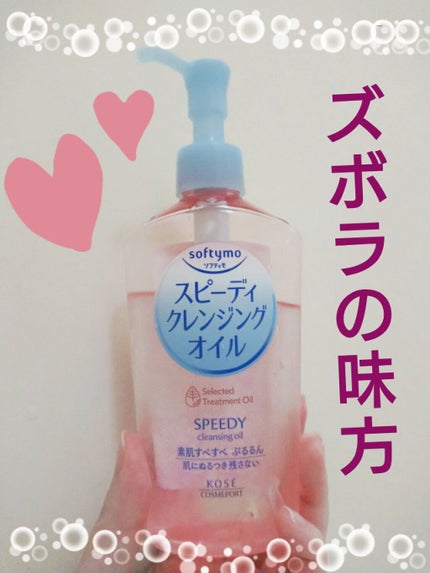 ズボラの味方
softymo
ソフティモ
スピーディ
クレンジング
オイル
Selected
Treatment Oil
SPEEDY
cleansing oil
素肌すべすべ ぷるるん
肌にぬるつき残さない
KOSÉ
COSMEPORT